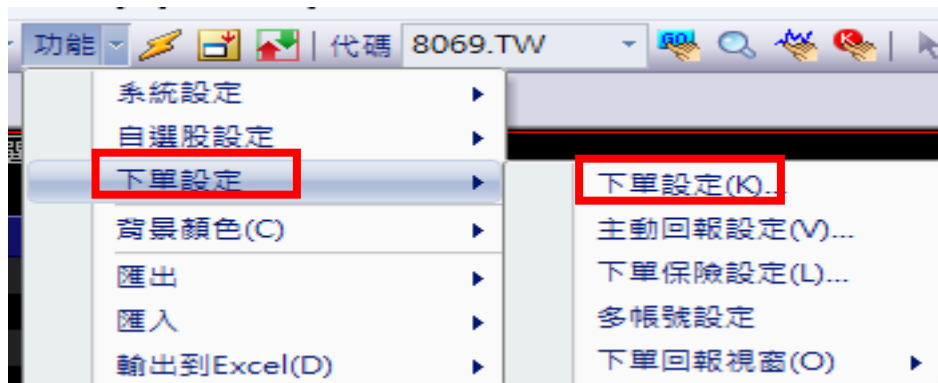 功能 代碼 8069.TW GO!
系統設定
自選股設定
下單設定
背景顏色(C)
匯出
匯入
輸出到Excel(D)
下單設定(K)...
主動回報設定(V)...
下單保險設定(L)...
多帳號設定
下單回報視窗(O)